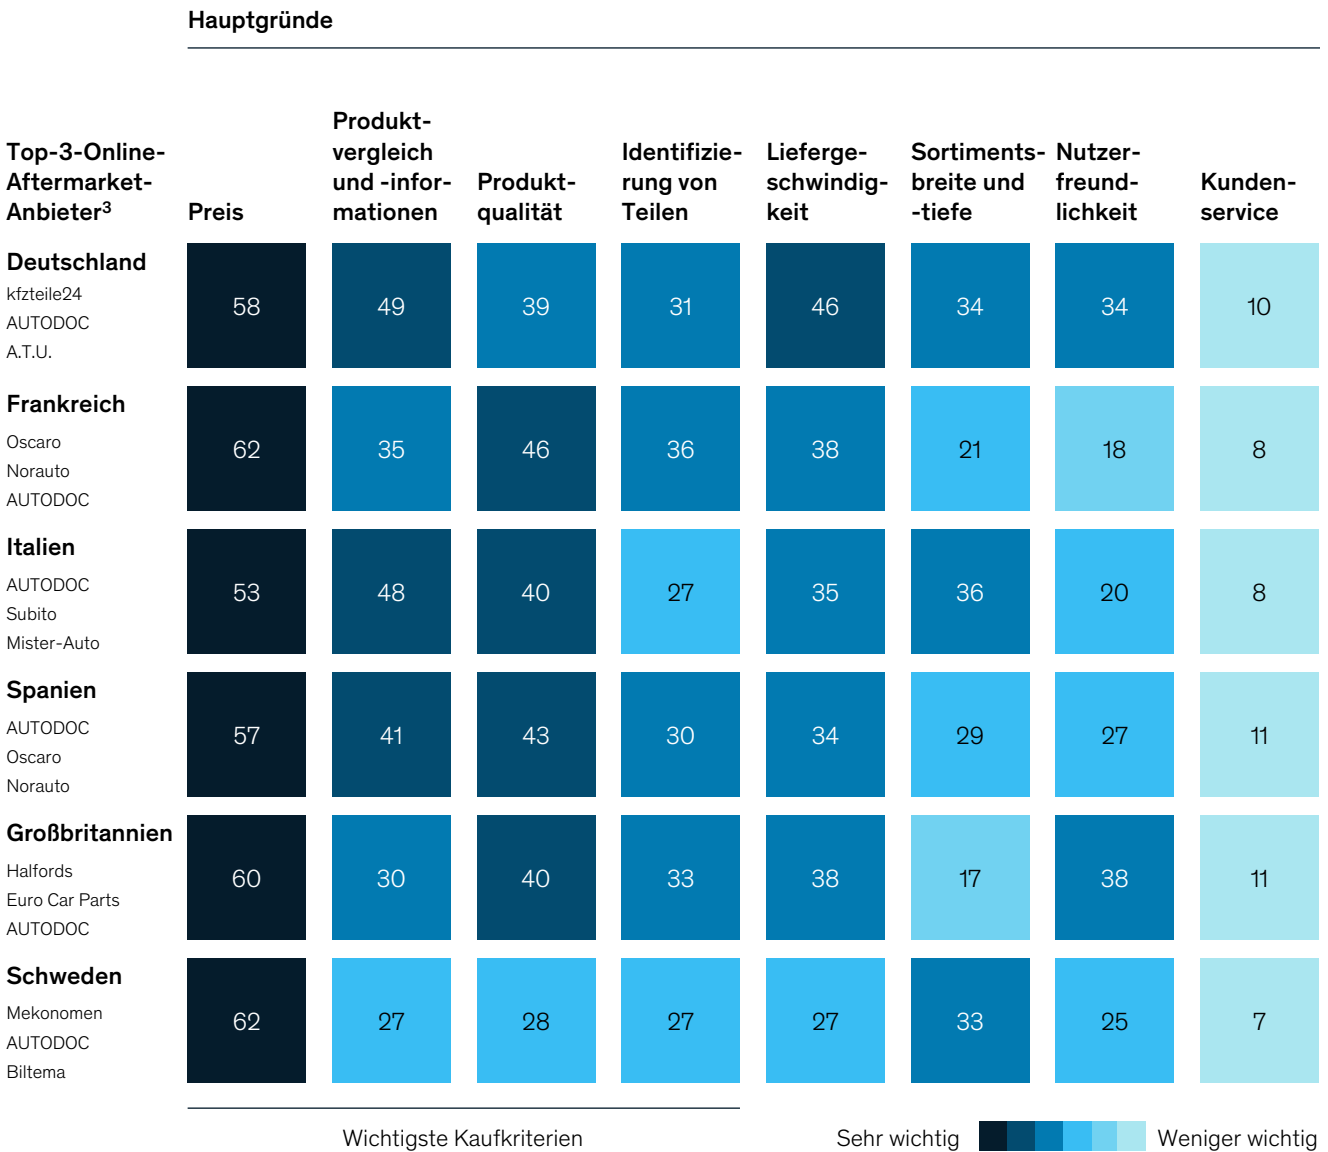 Hauptgründe
Top-3-Online-
Aftermarket-
Anbieter³
Preis
Produkt-
vergleich
und -infor-
mationen
Produkt-
qualität
Identifizie-
rung von
Teilen
Lieferge-
schwindig-
keit
Sortiments-
breite und
-tiefe
Nutzer-
freund-
lichkeit
Kunden-
service
Deutschland
kfzteile24
AUTODOC
A.T.U.
58 49 39 31 46 34 34 10
Frankreich
Oscaro
Norauto
AUTODOC
62 35 46 36 38 21 18 8
Italien
AUTODOC
Subito
Mister-Auto
53 48 40 27 35 36 20 8
Spanien
AUTODOC
Oscaro
Norauto
57 41 43 30 34 29 27 11
Großbritannien
Halfords
Euro Car Parts
AUTODOC
60 30 40 33 38 17 38 11
Schweden
Mekonomen
AUTODOC
Biltema
62 27 28 27 27 33 25 7
Wichtigste Kaufkriterien
Sehr wichtig
Weniger wichtig